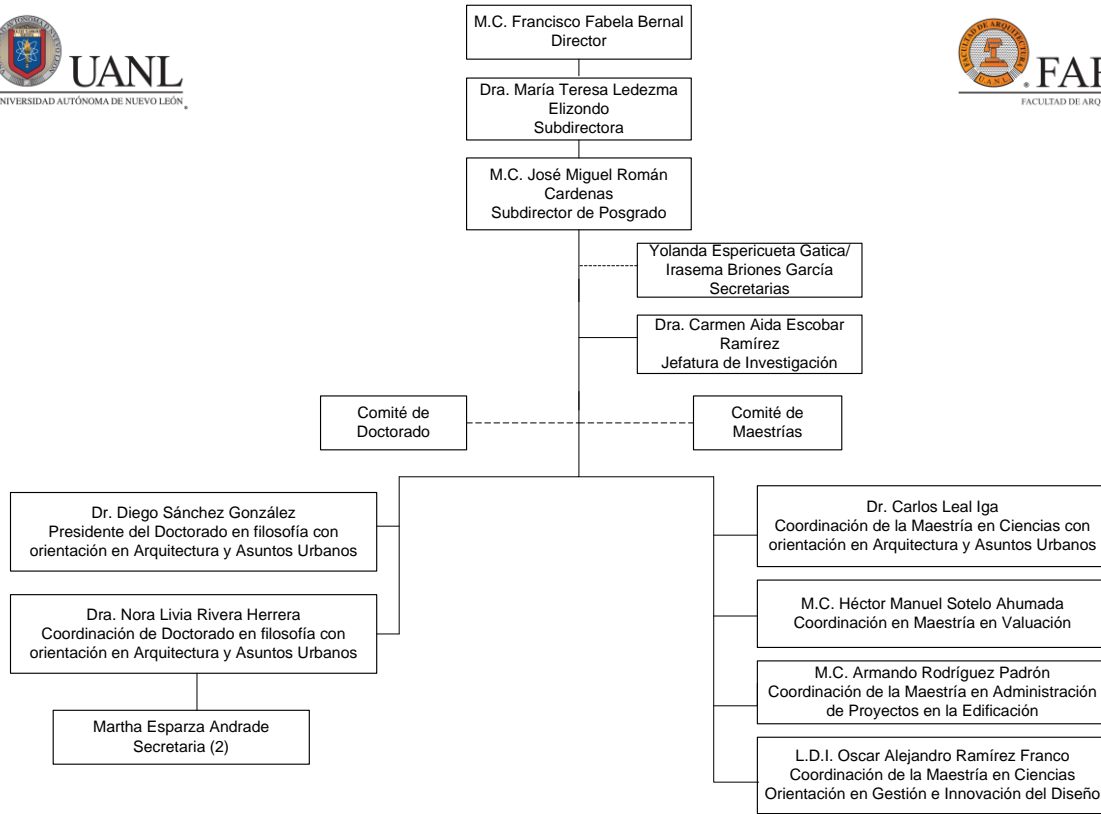 UANL
UNIVERSIDAD AUTÓNOMA DE NUEVO LEÓN
FACULTAD DE ARQUITECTURA
U.A.N.L.
M.C. Francisco Fabela Bernal
Director
Dra. María Teresa Ledezma
Elizondo
Subdirectora
M.C. José Miguel Román
Cardenas
Subdirector de Posgrado
Yolanda Espericueta Gatica/
Irasema Briones García
Secretarias
Dra. Carmen Aida Escobar
Ramírez
Jefatura de Investigación
Comité de
Doctorado
Comité de
Maestrías
Dr. Diego Sánchez González
Presidente del Doctorado en filosofía con
orientación en Arquitectura y Asuntos Urbanos
Dra. Nora Livia Rivera Herrera
Coordinación de Doctorado en filosofía con
orientación en Arquitectura y Asuntos Urbanos
Martha Esparza Andrade
Secretaria (2)
Dr. Carlos Leal Iga
Coordinación de la Maestría en Ciencias con
orientación en Arquitectura y Asuntos Urbanos
M.C. Héctor Manuel Sotelo Ahumada
Coordinación en Maestría en Valuación
M.C. Armando Rodríguez Padrón
Coordinación de la Maestría en Administración
de Proyectos en la Edificación
L.D.I. Oscar Alejandro Ramírez Franco
Coordinación de la Maestría en Ciencias
Orientación en Gestión e Innovación del Diseño